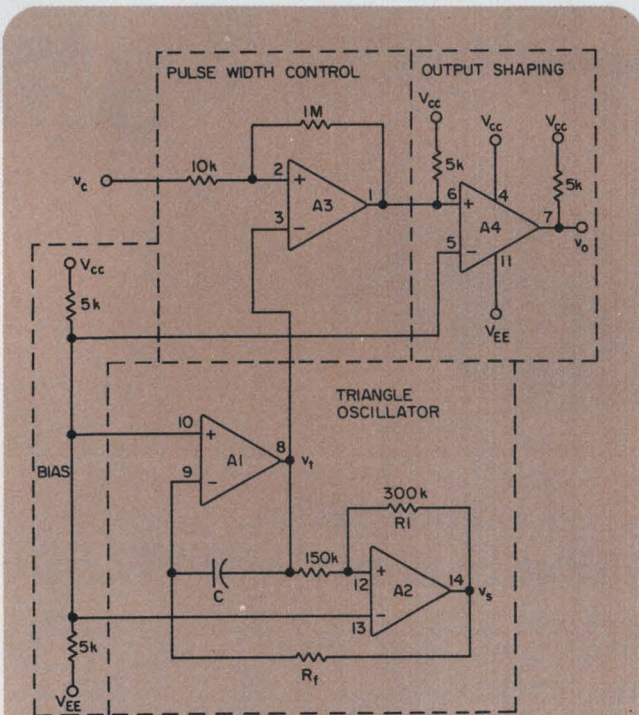 PULSE WIDTH CONTROL
OUTPUT SHAPING
1M
Vcc
Vcc
Vcc
10k
5k
5k
vc
2
+
A3
1
3
-
6
+
4
A4
7
5
-
11
vo
VEE
Vcc
5k
TRIANGLE
OSCILLATOR
10
+
A1
8
vt
9
-
BIAS
300k
R1
150k
C
12
+
A2
14
vs
13
-
5k
Rf
VEE